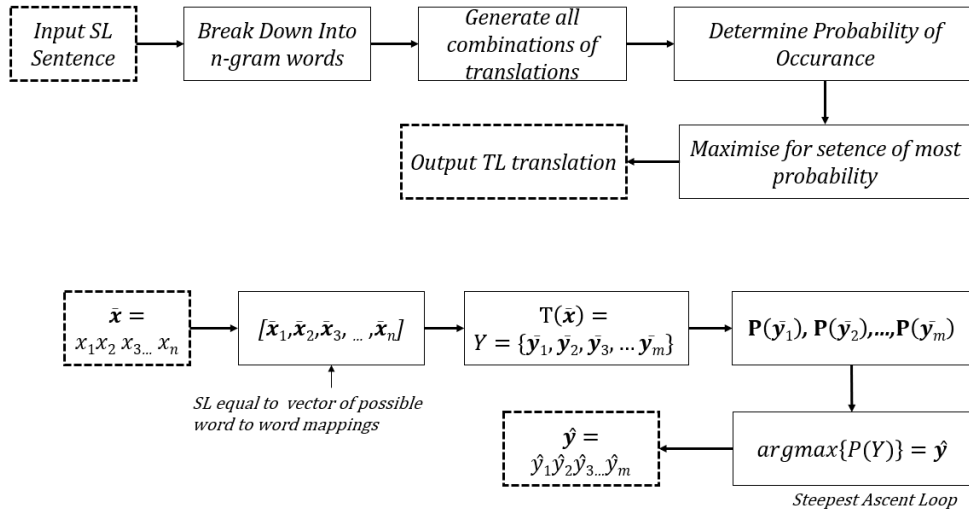 Input SL
Sentence
Break Down Into
n-gram words
Generate all
combinations of
translations
Determine Probability of
Occurance
Output TL translation
Maximise for setence of most
probability
x̄ =
x₁x₂ x₃... xₙ
[x̄₁,x̄₂,x̄₃, ... ,x̄ₙ]
T(x̄) =
Y = {ȳ₁, ȳ₂, ȳ₃, ... ȳₘ}
P(ȳ₁), P(ȳ₂),...,P(ȳₘ)
SL equal to vector of possible
word to word mappings
ŷ =
ŷ₁ŷ₂ŷ₃...ŷₘ
argmax{P(Y)} = ŷ
Steepest Ascent Loop